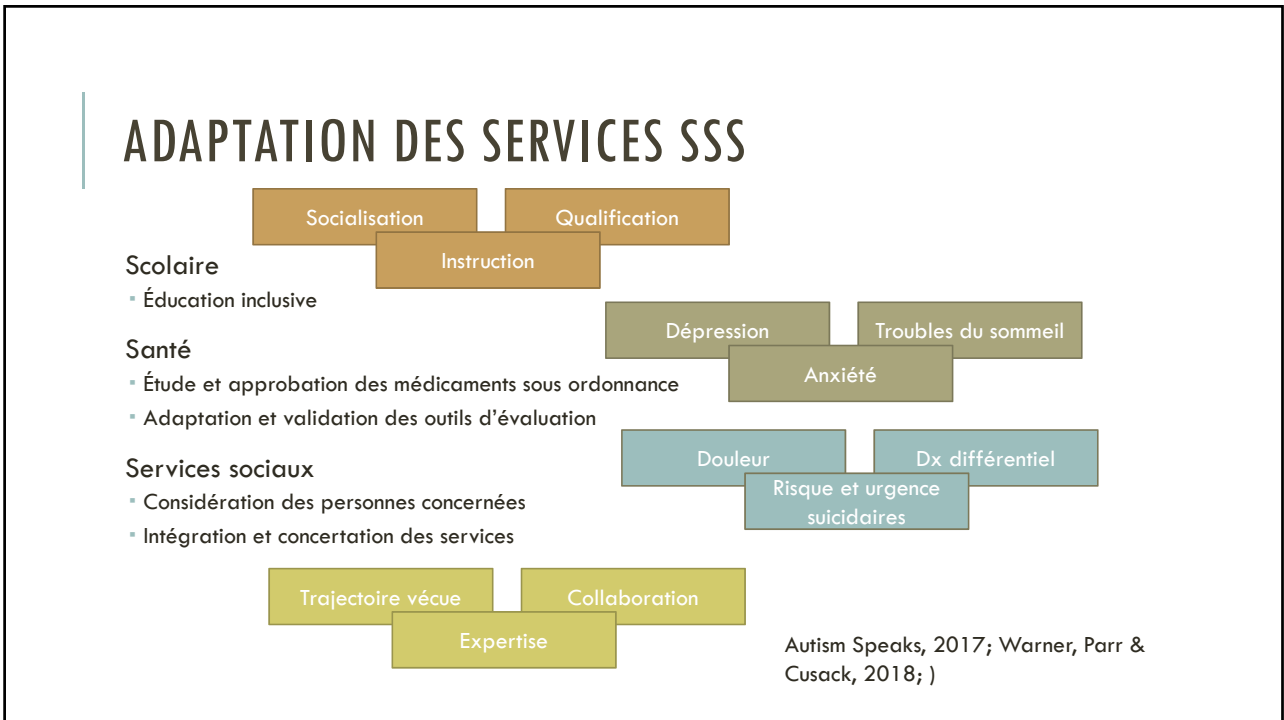 ADAPTATION DES SERVICES SSS
Socialisation
Qualification
Instruction
Scolaire
▪ Éducation inclusive
Dépression
Troubles du sommeil
Anxiété
Santé
▪ Étude et approbation des médicaments sous ordonnance
▪ Adaptation et validation des outils d’évaluation
Douleur
Dx différentiel
Risque et urgence
suicidaires
Services sociaux
▪ Considération des personnes concernées
▪ Intégration et concertation des services
Trajectoire vécue
Collaboration
Expertise
Autism Speaks, 2017; Warner, Parr &
Cusack, 2018; )